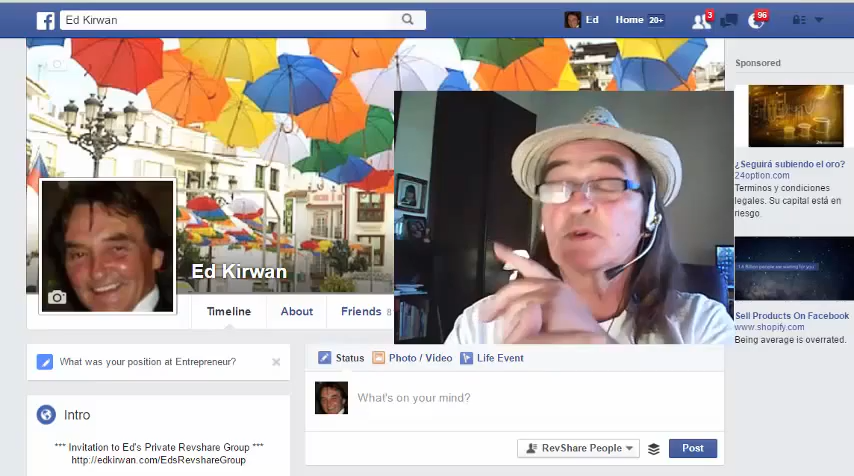 Ed Kirwan
Ed
Home 20+
3
96
Ed Kirwan
Timeline
About
Friends 8
What was your position at Entrepreneur?
Intro
*** Invitation to Ed's Private Revshare Group ***
http://edkirwan.com/EdsRevshareGroup
Status
Photo / Video
Life Event
What's on your mind?
RevShare People
Post
Sponsored
¿Seguirá subiendo el oro?
24option.com
Terminos y condiciones
legales. Su capital está en
riesgo.
Sell Products On Facebook
www.shopify.com
Being average is overrated.